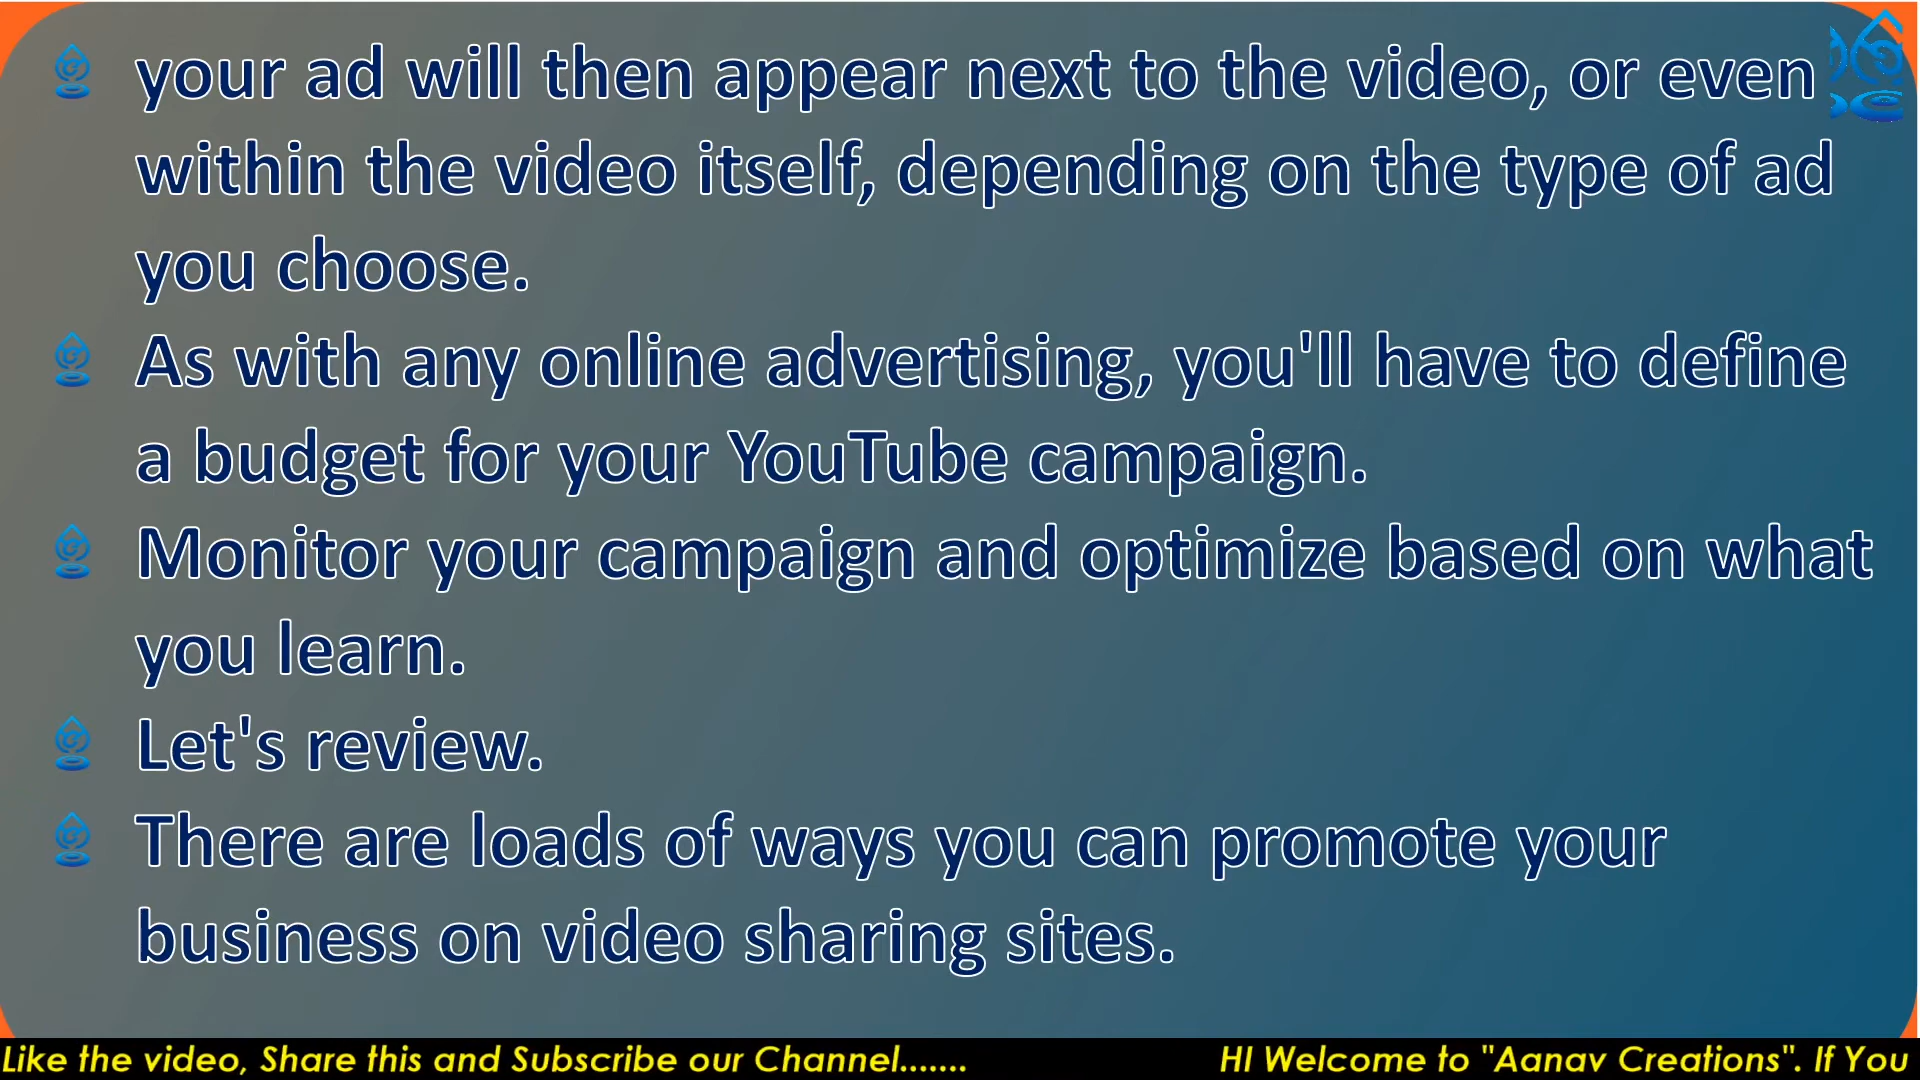 your ad will then appear next to the video, or even
within the video itself, depending on the type of ad
you choose.
As with any online advertising, you'll have to define
a budget for your YouTube campaign.
Monitor your campaign and optimize based on what
you learn.
Let's review.
There are loads of ways you can promote your
business on video sharing sites.
Like the video, Share this and Subscribe our Channel....... HI Welcome to "Aanav Creations". If You